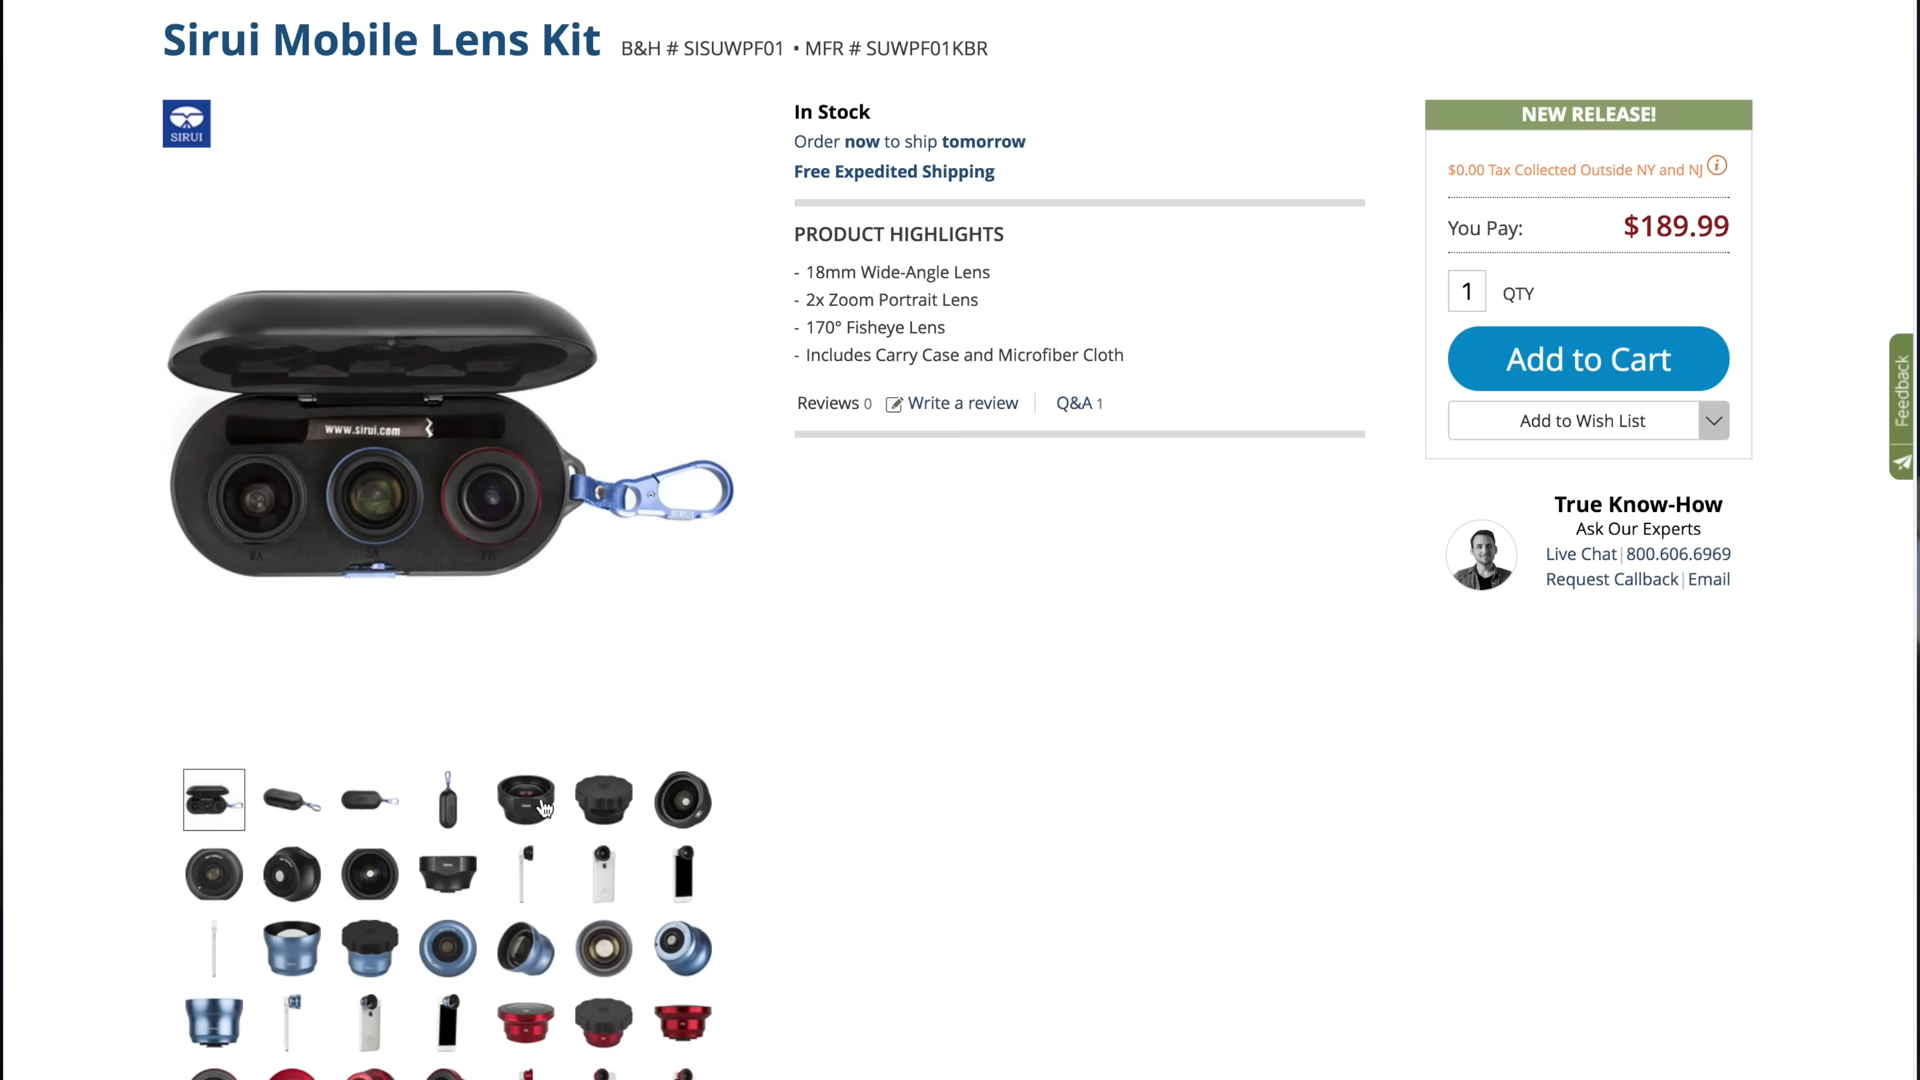 Sirui Mobile Lens Kit B&H # SISUWPF01 • MFR # SUWPF01KBR
SIRUI
In Stock
Order now to ship tomorrow
Free Expedited Shipping
PRODUCT HIGHLIGHTS
- 18mm Wide-Angle Lens
- 2x Zoom Portrait Lens
- 170° Fisheye Lens
- Includes Carry Case and Microfiber Cloth
Reviews 0 Write a review Q&A 1
NEW RELEASE!
$0.00 Tax Collected Outside NY and NJ
You Pay: $189.99
1 QTY
Add to Cart
Add to Wish List
True Know-How
Ask Our Experts
Live Chat | 800.606.6969
Request Callback | Email
Feedback
www.sirui.com
SIRUI
WA